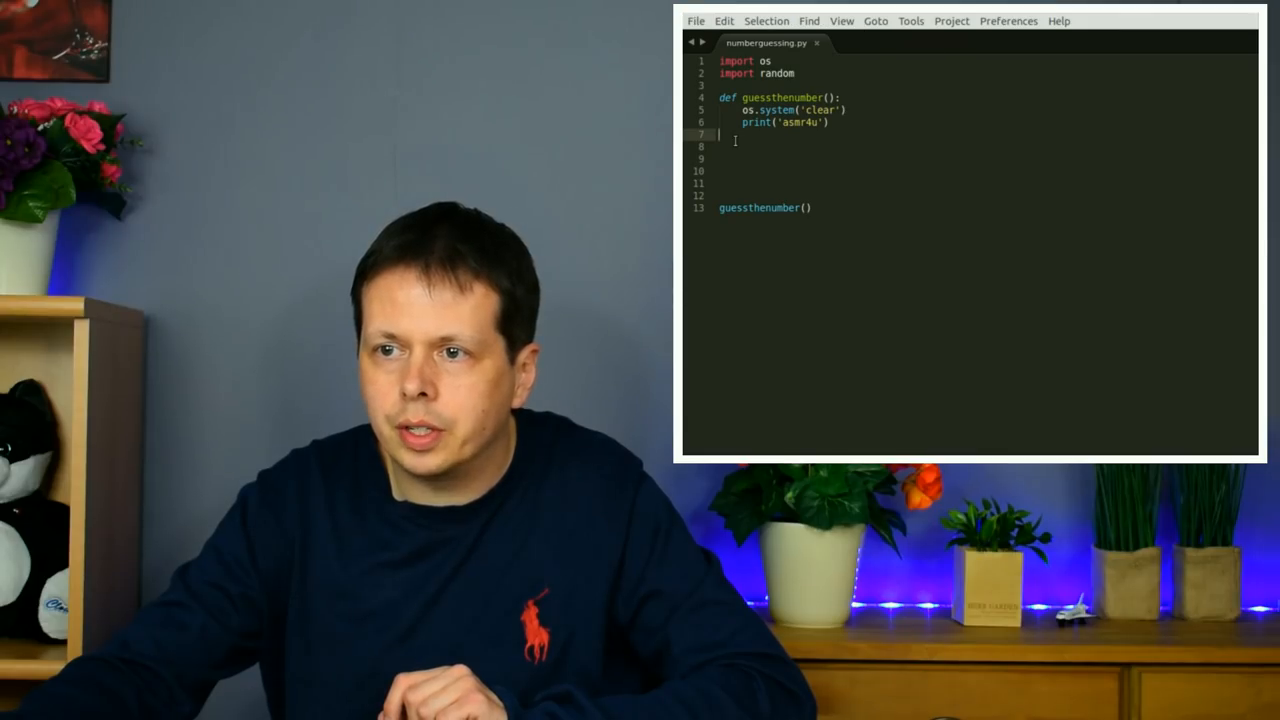 File Edit Selection Find View Goto Tools Project Preferences Help
numberguessing.py ×
1 import os
2 import random
3
4 def guessthenumber():
5 os.system('clear')
6 print('asmr4u')
7
8
9
10
11
12
13 guessthenumber()